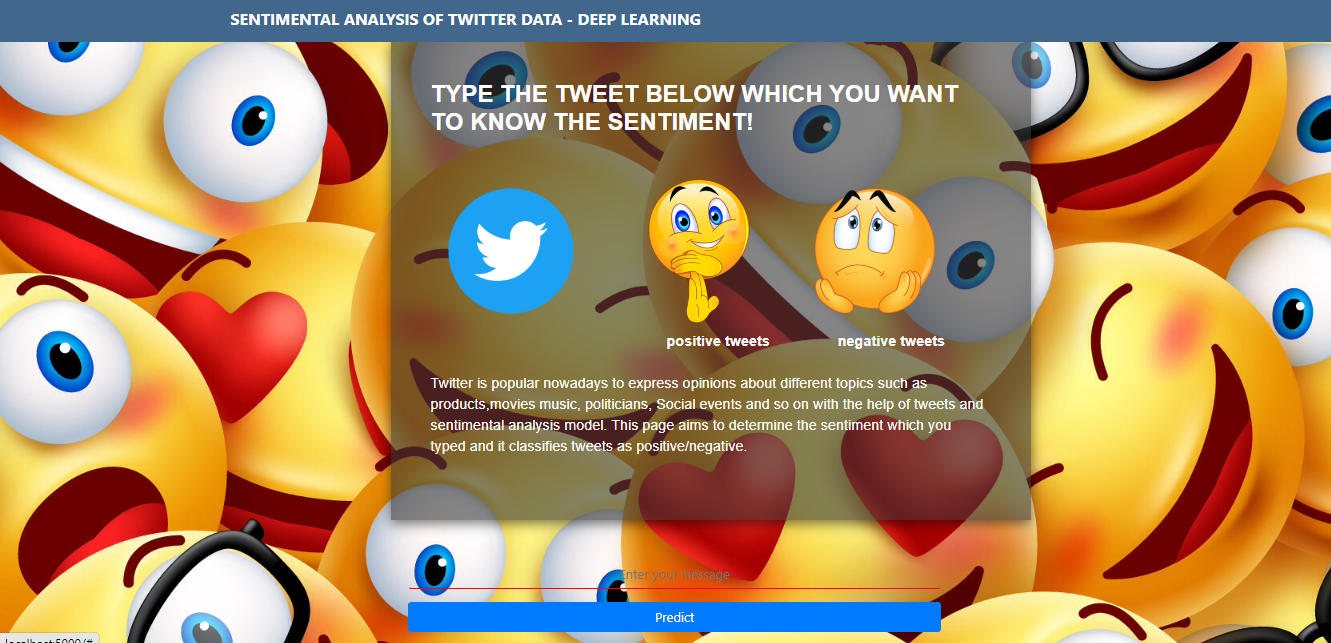 SENTIMENTAL ANALYSIS OF TWITTER DATA - DEEP LEARNING
TYPE THE TWEET BELOW WHICH YOU WANT
TO KNOW THE SENTIMENT!
positive tweets
negative tweets
Twitter is popular nowadays to express opinions about different topics such as
products,movies music, politicians, Social events and so on with the help of tweets and
sentimental analysis model. This page aims to determine the sentiment which you
typed and it classifies tweets as positive/negative.
Enter your message
Predict
localhost:5000/#